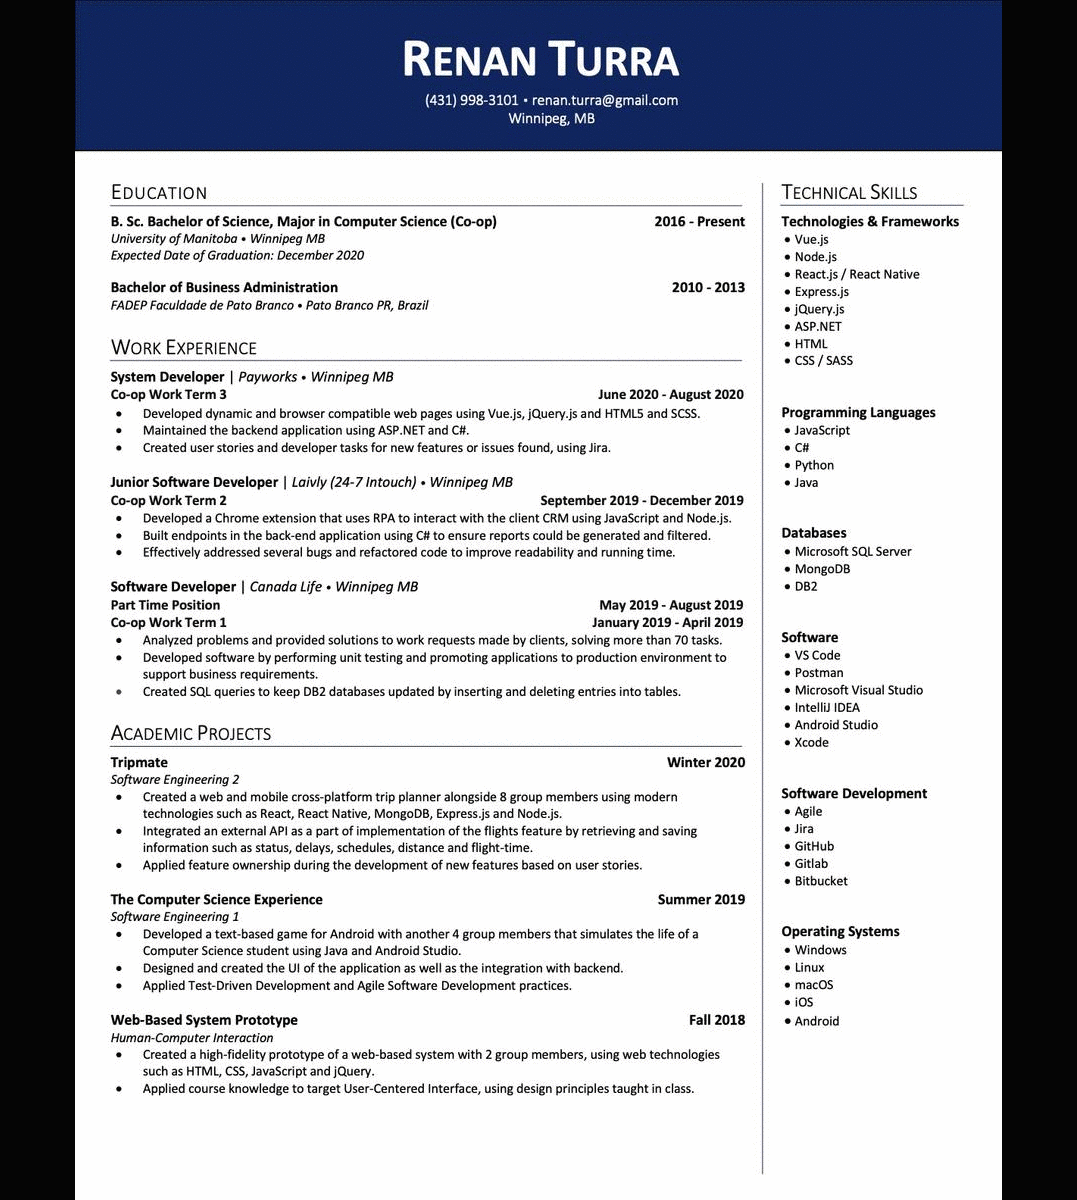 RENAN TURRA
(431) 998-3101 • renan.turra@gmail.com
Winnipeg, MB
EDUCATION
B. Sc. Bachelor of Science, Major in Computer Science (Co-op) 2016 - Present
University of Manitoba • Winnipeg MB
Expected Date of Graduation: December 2020
Bachelor of Business Administration 2010 - 2013
FADEP Faculdade de Pato Branco • Pato Branco PR, Brazil
WORK EXPERIENCE
System Developer | Payworks • Winnipeg MB
Co-op Work Term 3 June 2020 - August 2020
• Developed dynamic and browser compatible web pages using Vue.js, jQuery.js and HTML5 and SCSS.
• Maintained the backend application using ASP.NET and C#.
• Created user stories and developer tasks for new features or issues found, using Jira.
Junior Software Developer | Laivly (24-7 Intouch) • Winnipeg MB
Co-op Work Term 2 September 2019 - December 2019
• Developed a Chrome extension that uses RPA to interact with the client CRM using JavaScript and Node.js.
• Built endpoints in the back-end application using C# to ensure reports could be generated and filtered.
• Effectively addressed several bugs and refactored code to improve readability and running time.
Software Developer | Canada Life • Winnipeg MB
Part Time Position May 2019 - August 2019
Co-op Work Term 1 January 2019 - April 2019
• Analyzed problems and provided solutions to work requests made by clients, solving more than 70 tasks.
• Developed software by performing unit testing and promoting applications to production environment to
support business requirements.
• Created SQL queries to keep DB2 databases updated by inserting and deleting entries into tables.
ACADEMIC PROJECTS
Tripmate Winter 2020
Software Engineering 2
• Created a web and mobile cross-platform trip planner alongside 8 group members using modern
technologies such as React, React Native, MongoDB, Express.js and Node.js.
• Integrated an external API as a part of implementation of the flights feature by retrieving and saving
information such as status, delays, schedules, distance and flight-time.
• Applied feature ownership during the development of new features based on user stories.
The Computer Science Experience Summer 2019
Software Engineering 1
• Developed a text-based game for Android with another 4 group members that simulates the life of a
Computer Science student using Java and Android Studio.
• Designed and created the UI of the application as well as the integration with backend.
• Applied Test-Driven Development and Agile Software Development practices.
Web-Based System Prototype Fall 2018
Human-Computer Interaction
• Created a high-fidelity prototype of a web-based system with 2 group members, using web technologies
such as HTML, CSS, JavaScript and jQuery.
• Applied course knowledge to target User-Centered Interface, using design principles taught in class.
TECHNICAL SKILLS
Technologies & Frameworks
• Vue.js
• Node.js
• React.js / React Native
• Express.js
• jQuery.js
• ASP.NET
• HTML
• CSS / SASS
Programming Languages
• JavaScript
• C#
• Python
• Java
Databases
• Microsoft SQL Server
• MongoDB
• DB2
Software
• VS Code
• Postman
• Microsoft Visual Studio
• IntelliJ IDEA
• Android Studio
• Xcode
Software Development
• Agile
• Jira
• GitHub
• Gitlab
• Bitbucket
Operating Systems
• Windows
• Linux
• macOS
• iOS
• Android